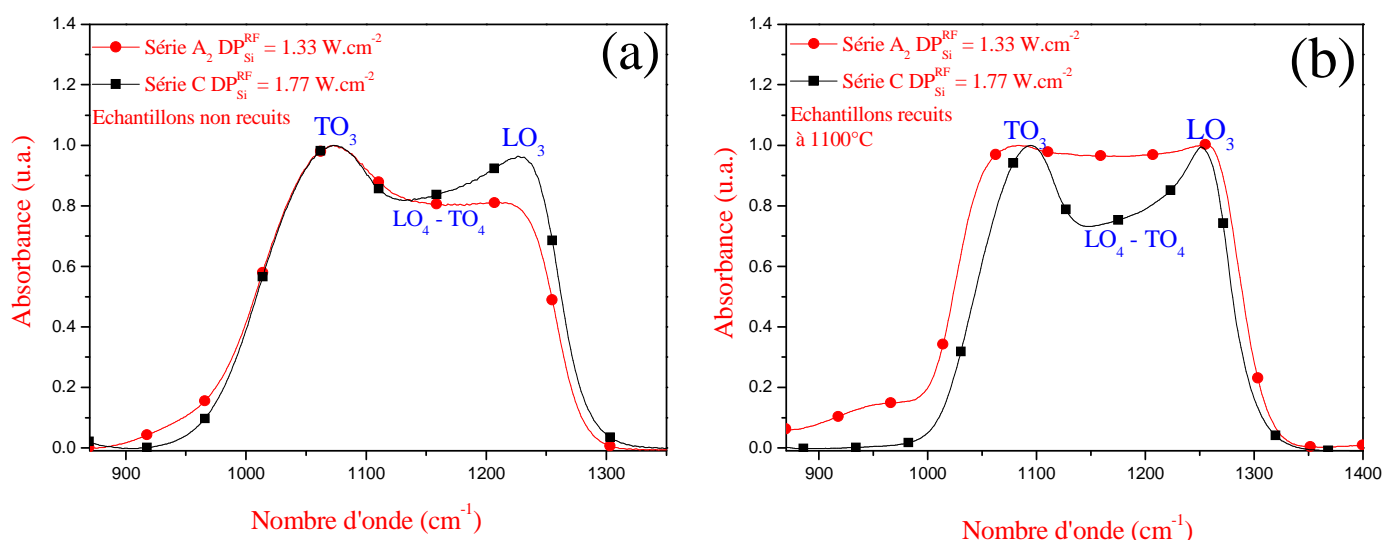 (a)
Série A₂ DP_Si^RF = 1.33 W.cm⁻²
Série C DP_Si^RF = 1.77 W.cm⁻²
Echantillons non recuits
TO₃
LO₃
LO₄ - TO₄
1.4
1.2
1.0
0.8
0.6
0.4
0.2
0.0
Absorbance (u.a.)
900 1000 1100 1200 1300
Nombre d'onde (cm⁻¹)
(b)
Série A₂ DP_Si^RF = 1.33 W.cm⁻²
Série C DP_Si^RF = 1.77 W.cm⁻²
Echantillons recuits
à 1100°C
TO₃
LO₃
LO₄ - TO₄
1.4
1.2
1.0
0.8
0.6
0.4
0.2
0.0
Absorbance (u.a.)
900 1000 1100 1200 1300 1400
Nombre d'onde (cm⁻¹)